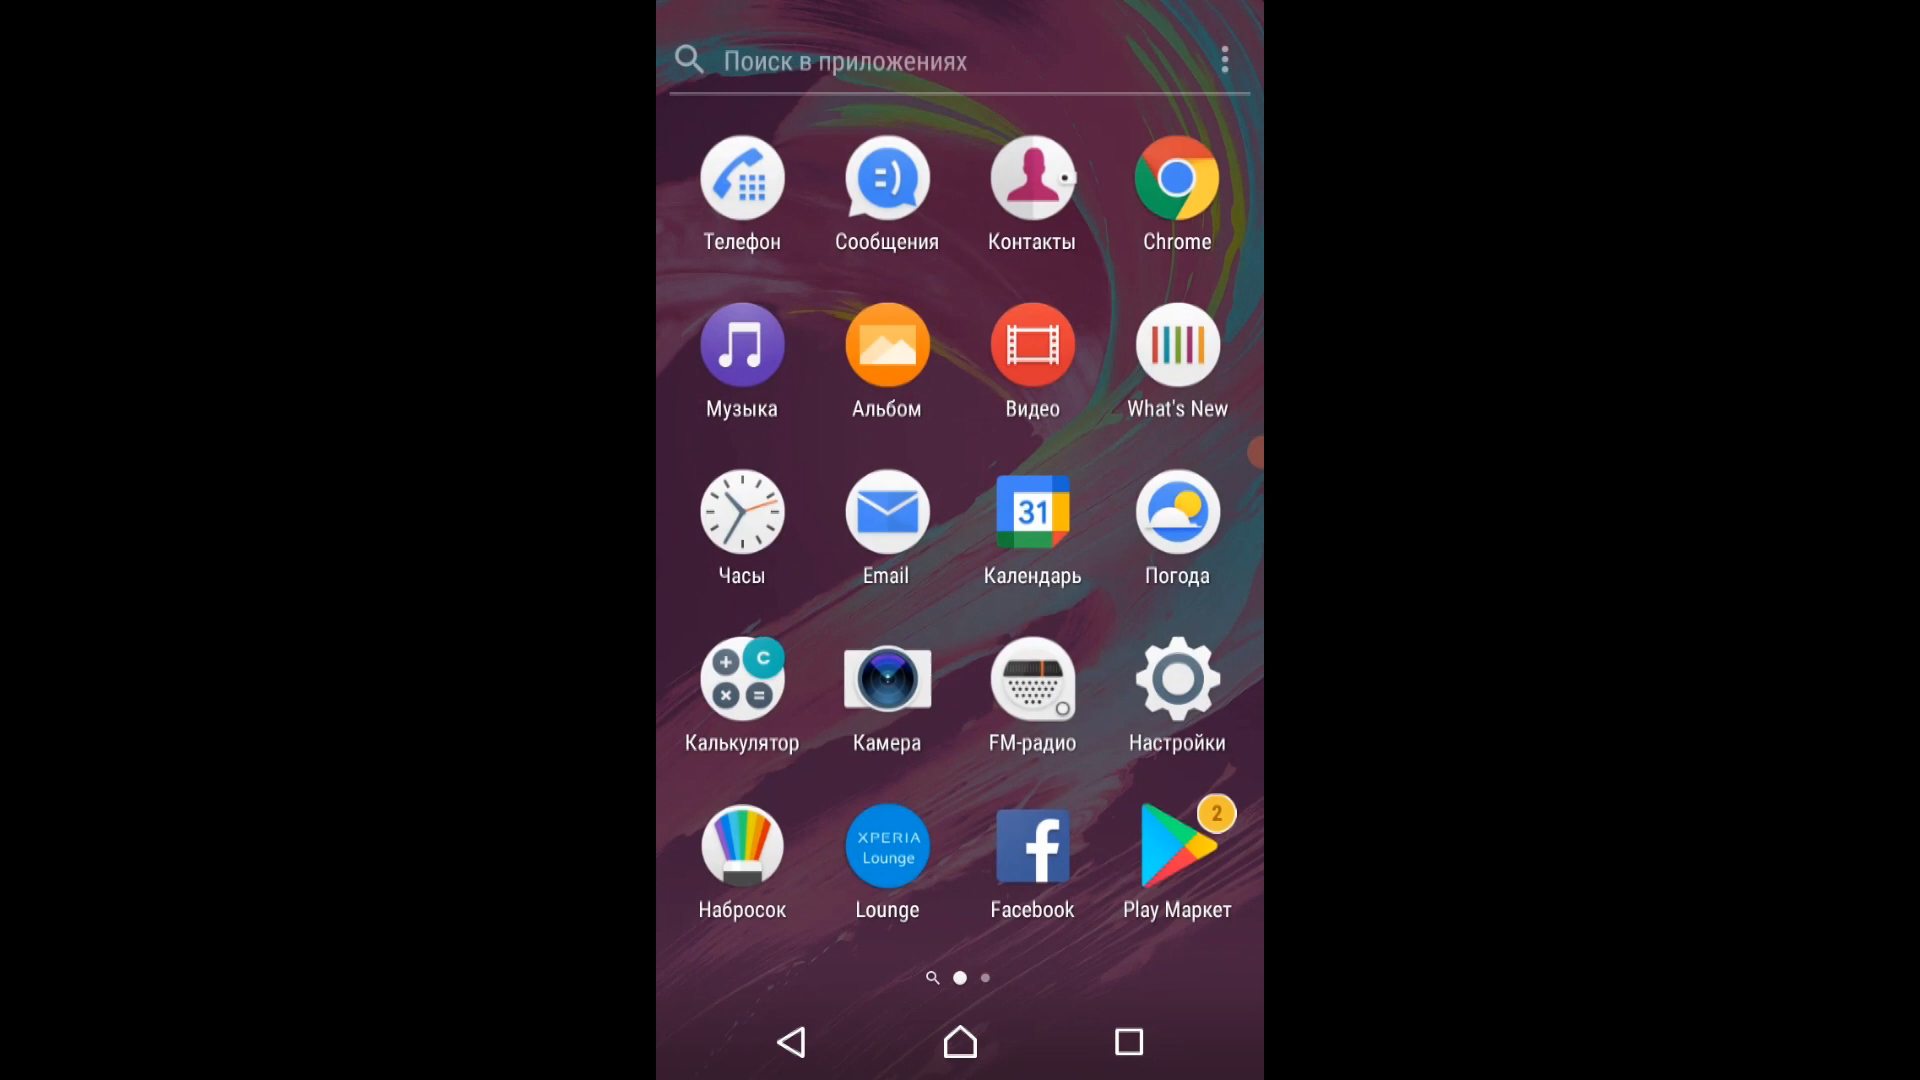 Поиск в приложениях
Телефон Сообщения Контакты Chrome
Музыка Альбом Видео What's New
31
Часы Email Календарь Погода
C
Калькулятор Камера FM-радио Настройки
XPERIA
Lounge
2
Набросок Lounge Facebook Play Маркет